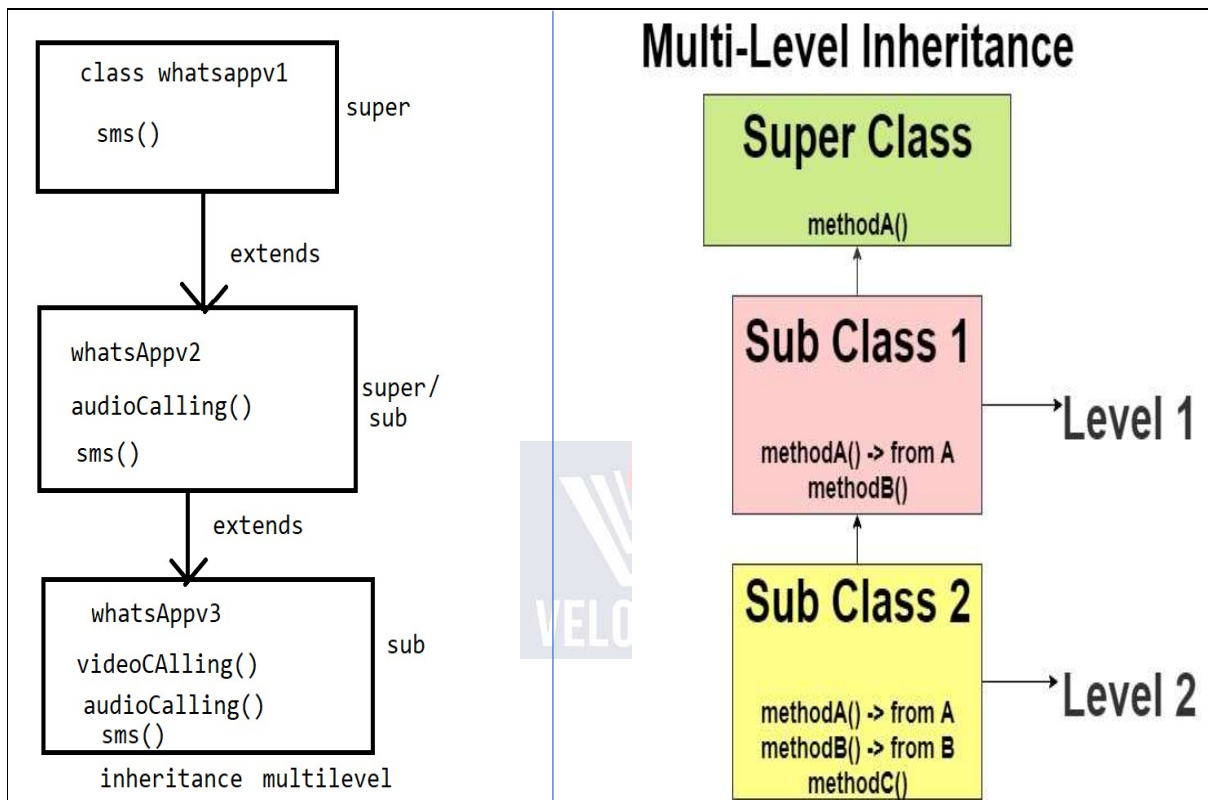 class whatsappv1
sms()
super
extends
whatsAppv2
audioCalling()
sms()
super/
sub
extends
whatsAppv3
videoCAlling()
audioCalling()
sms()
sub
inheritance multilevel
Multi-Level Inheritance
Super Class
methodA()
Sub Class 1
methodA() -> from A
methodB()
Level 1
Sub Class 2
methodA() -> from A
methodB() -> from B
methodC()
Level 2